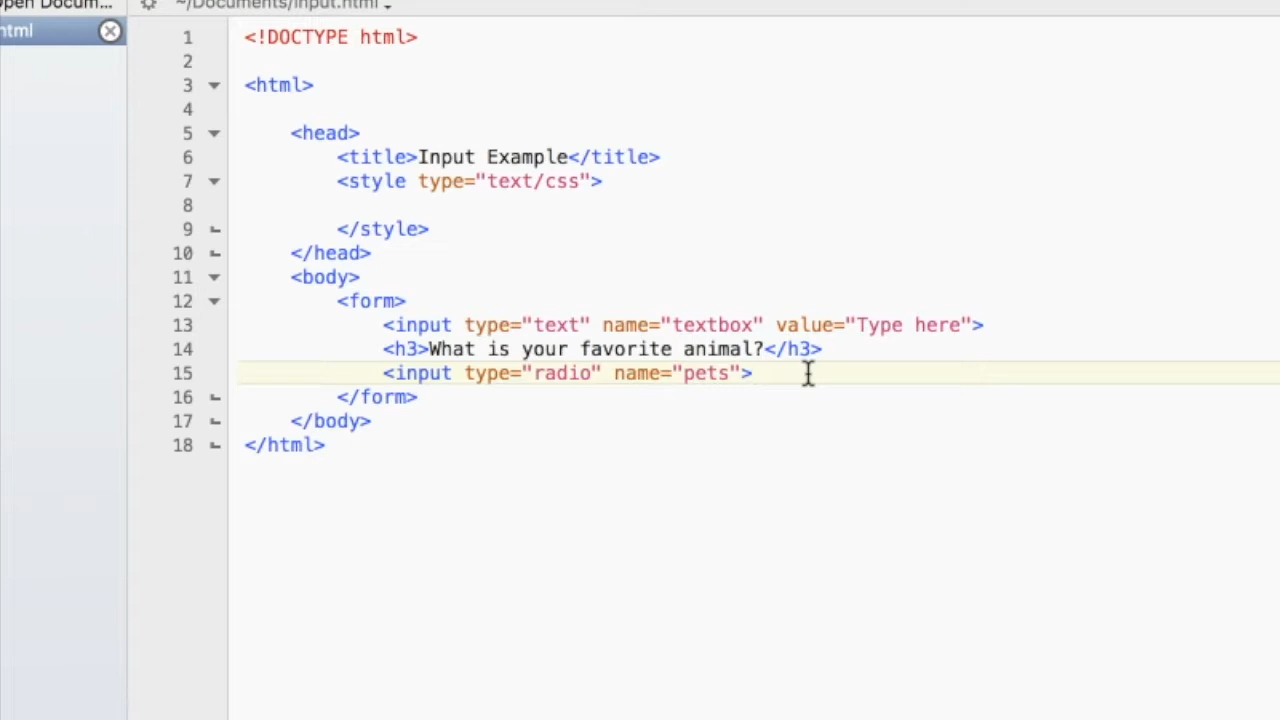 Open Docum... ~/Documents/input.html
html
1 <!DOCTYPE html>
2
3 <html>
4
5 <head>
6 <title>Input Example</title>
7 <style type="text/css">
8
9 </style>
10 </head>
11 <body>
12 <form>
13 <input type="text" name="textbox" value="Type here">
14 <h3>What is your favorite animal?</h3>
15 <input type="radio" name="pets">
16 </form>
17 </body>
18 </html>